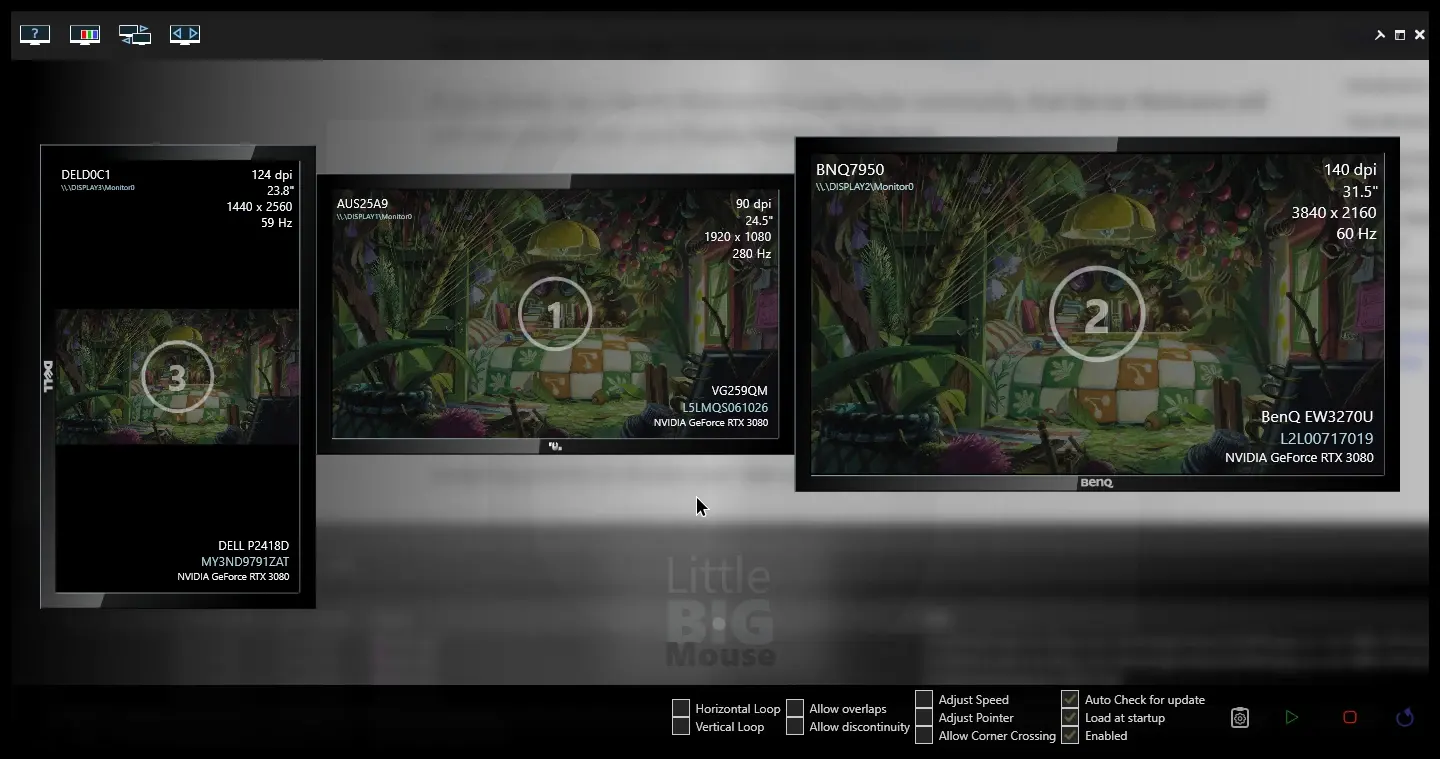 ?
DELD0C1
\\.\DISPLAY3\Monitor0
124 dpi
23.8"
1440 x 2560
59 Hz
3
DELL
DELL P2418D
MY3ND9791ZAT
NVIDIA GeForce RTX 3080
AUS25A9
\\.\DISPLAY1\Monitor0
90 dpi
24.5"
1920 x 1080
280 Hz
1
VG259QM
L5LMQS061026
NVIDIA GeForce RTX 3080
BNQ7950
\\.\DISPLAY2\Monitor0
140 dpi
31.5"
3840 x 2160
60 Hz
2
BenQ EW3270U
L2L00717019
NVIDIA GeForce RTX 3080
BenQ
Little
BIG
Mouse
Horizontal Loop
Vertical Loop
Allow overlaps
Allow discontinuity
Adjust Speed
Adjust Pointer
Allow Corner Crossing
Auto Check for update
Load at startup
Enabled